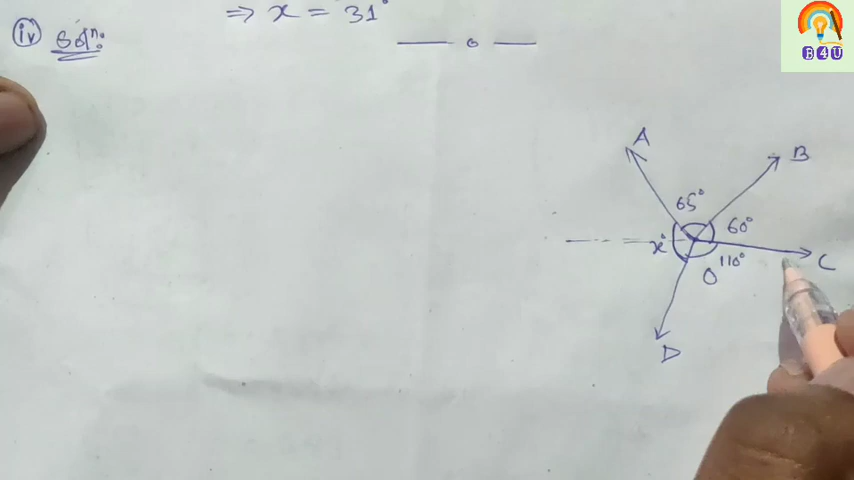 ⇒ x = 31°
(iv) Solⁿ:
A
B
65°
60°
x°
110°
O
C
D
B4U